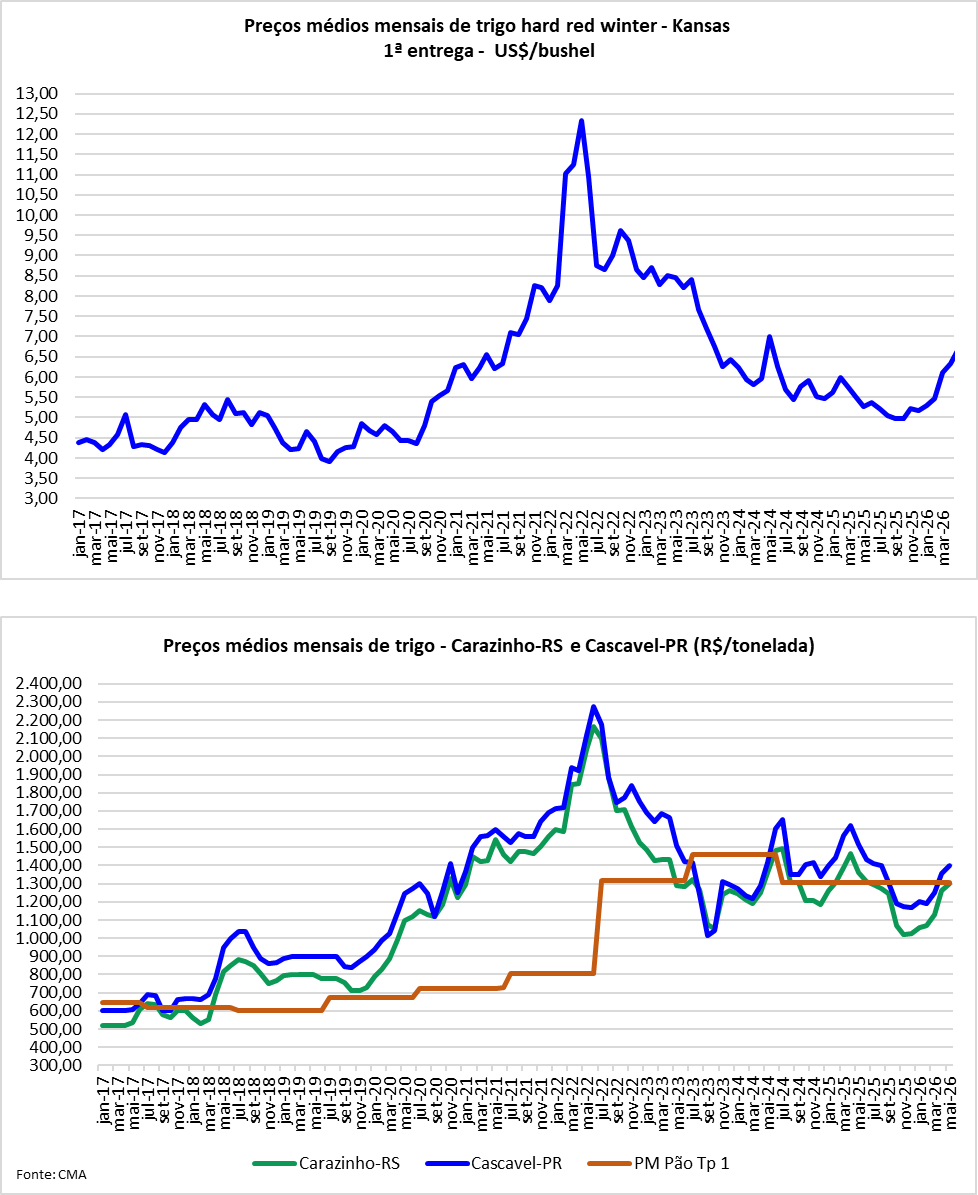 Preços médios mensais de trigo hard red winter - Kansas
1ª entrega -  US$/bushel
13,00
12,50
12,00
11,50
11,00
10,50
10,00
9,50
9,00
8,50
8,00
7,50
7,00
6,50
6,00
5,50
5,00
4,50
4,00
3,50
3,00
jan-17
mar-17
mai-17
jul-17
set-17
nov-17
jan-18
mar-18
mai-18
jul-18
set-18
nov-18
jan-19
mar-19
mai-19
jul-19
set-19
nov-19
jan-20
mar-20
mai-20
jul-20
set-20
nov-20
jan-21
mar-21
mai-21
jul-21
set-21
nov-21
jan-22
mar-22
mai-22
jul-22
set-22
nov-22
jan-23
mar-23
mai-23
jul-23
set-23
nov-23
jan-24
mar-24
mai-24
jul-24
set-24
nov-24
jan-25
mar-25
mai-25
jul-25
set-25
nov-25
jan-26
mar-26
Preços médios mensais de trigo - Carazinho-RS e Cascavel-PR (R$/tonelada)
2.400,00
2.300,00
2.200,00
2.100,00
2.000,00
1.900,00
1.800,00
1.700,00
1.600,00
1.500,00
1.400,00
1.300,00
1.200,00
1.100,00
1.000,00
900,00
800,00
700,00
600,00
500,00
400,00
300,00
jan-17
mar-17
mai-17
jul-17
set-17
nov-17
jan-18
mar-18
mai-18
jul-18
set-18
nov-18
jan-19
mar-19
mai-19
jul-19
set-19
nov-19
jan-20
mar-20
mai-20
jul-20
set-20
nov-20
jan-21
mar-21
mai-21
jul-21
set-21
nov-21
jan-22
mar-22
mai-22
jul-22
set-22
nov-22
jan-23
mar-23
mai-23
jul-23
set-23
nov-23
jan-24
mar-24
mai-24
jul-24
set-24
nov-24
jan-25
mar-25
mai-25
jul-25
set-25
nov-25
jan-26
mar-26
mai-26
Carazinho-RS
Cascavel-PR
PM Pão Tp 1
Fonte: CMA